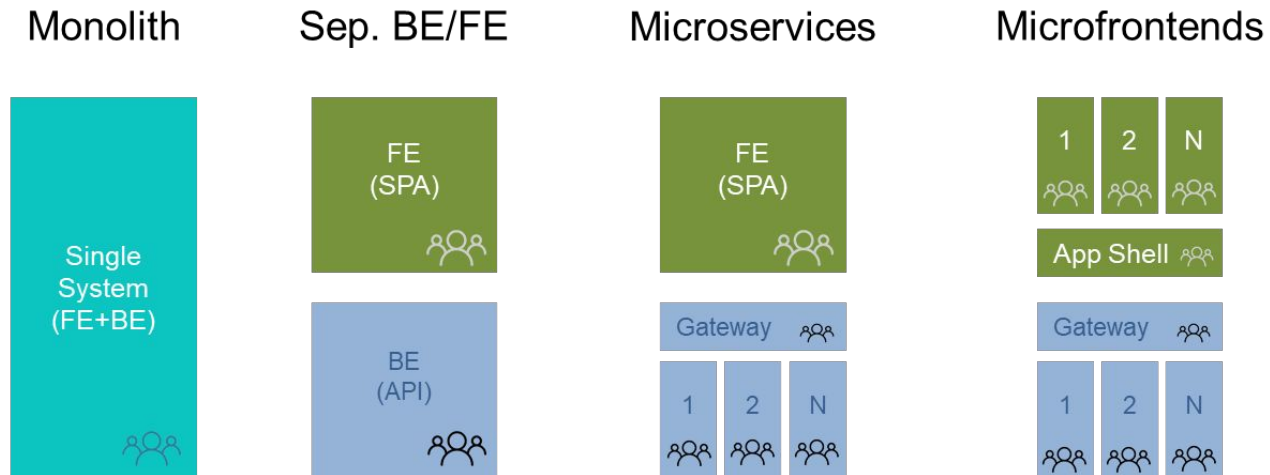 Monolith
Sep. BE/FE
Microservices
Microfrontends
Single
System
(FE+BE)
FE
(SPA)
BE
(API)
FE
(SPA)
Gateway
1
2
N
1
2
N
App Shell
Gateway
1
2
N